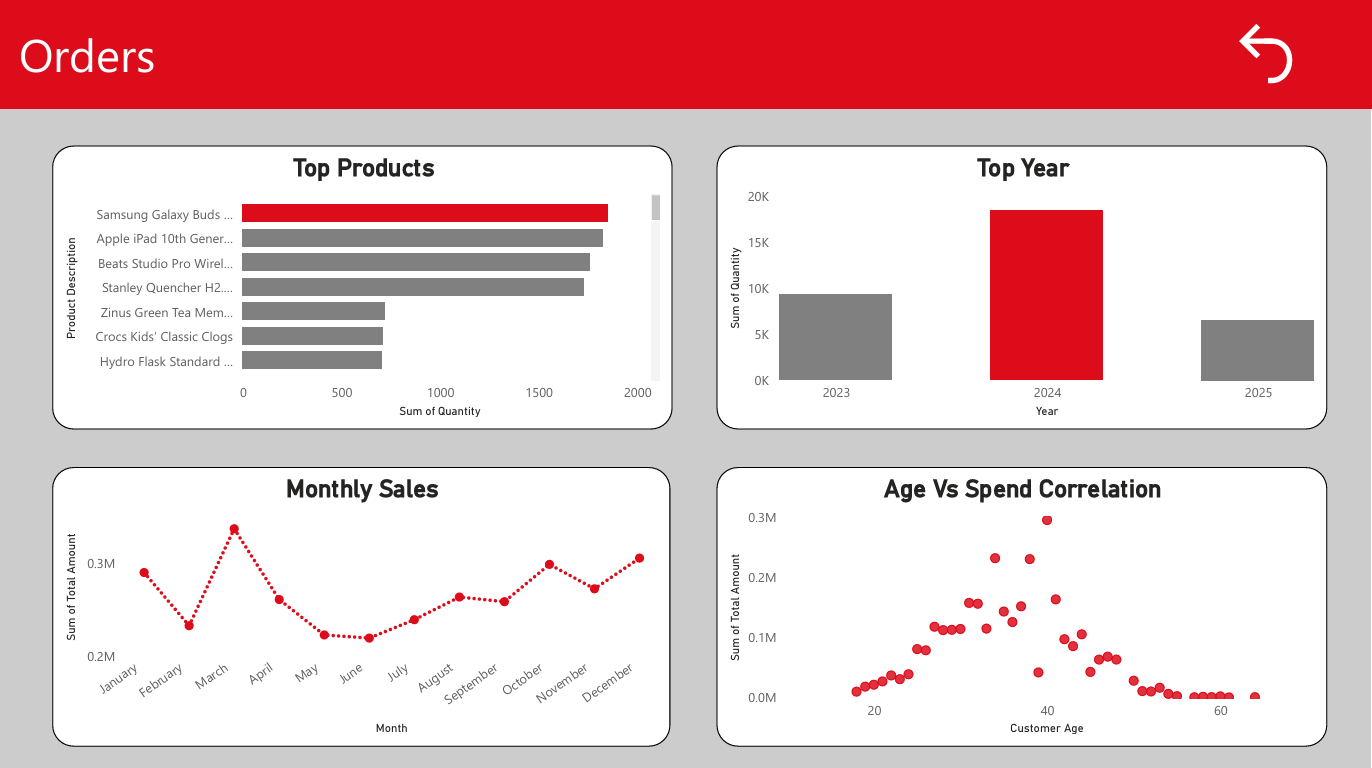 Orders
Top Products
Product Description
Samsung Galaxy Buds ...
Apple iPad 10th Gener...
Beats Studio Pro Wirel...
Stanley Quencher H2....
Zinus Green Tea Mem...
Crocs Kids' Classic Clogs
Hydro Flask Standard ...
0 500 1000 1500 2000
Sum of Quantity
Top Year
Sum of Quantity
20K
15K
10K
5K
0K
2023 2024 2025
Year
Monthly Sales
Sum of Total Amount
0.3M
0.2M
January February March April May June July August September October November December
Month
Age Vs Spend Correlation
Sum of Total Amount
0.3M
0.2M
0.1M
0.0M
20 40 60
Customer Age